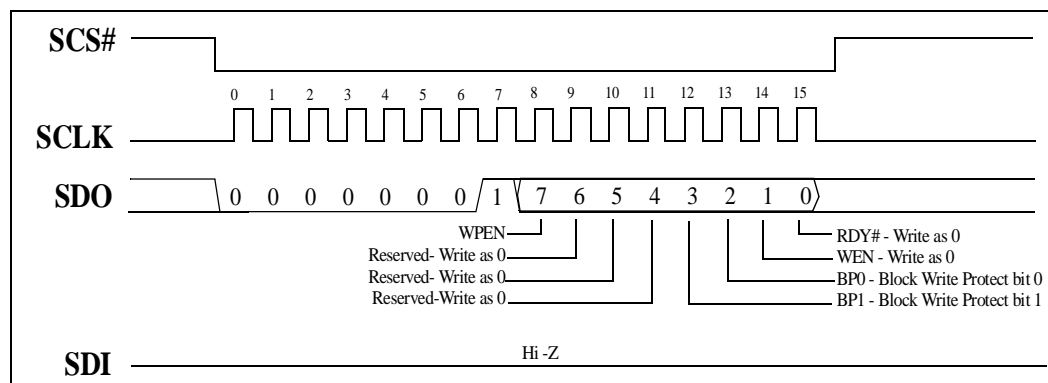 SCS#
0 1 2 3 4 5 6 7 8 9 10 11 12 13 14 15
SCLK
SDO 0 0 0 0 0 0 0 1 7 6 5 4 3 2 1 0
WPEN RDY# - Write as 0
Reserved- Write as 0 WEN - Write as 0
Reserved- Write as 0 BP0 - Block Write Protect bit 0
Reserved-Write as 0 BP1 - Block Write Protect bit 1
Hi -Z
SDI